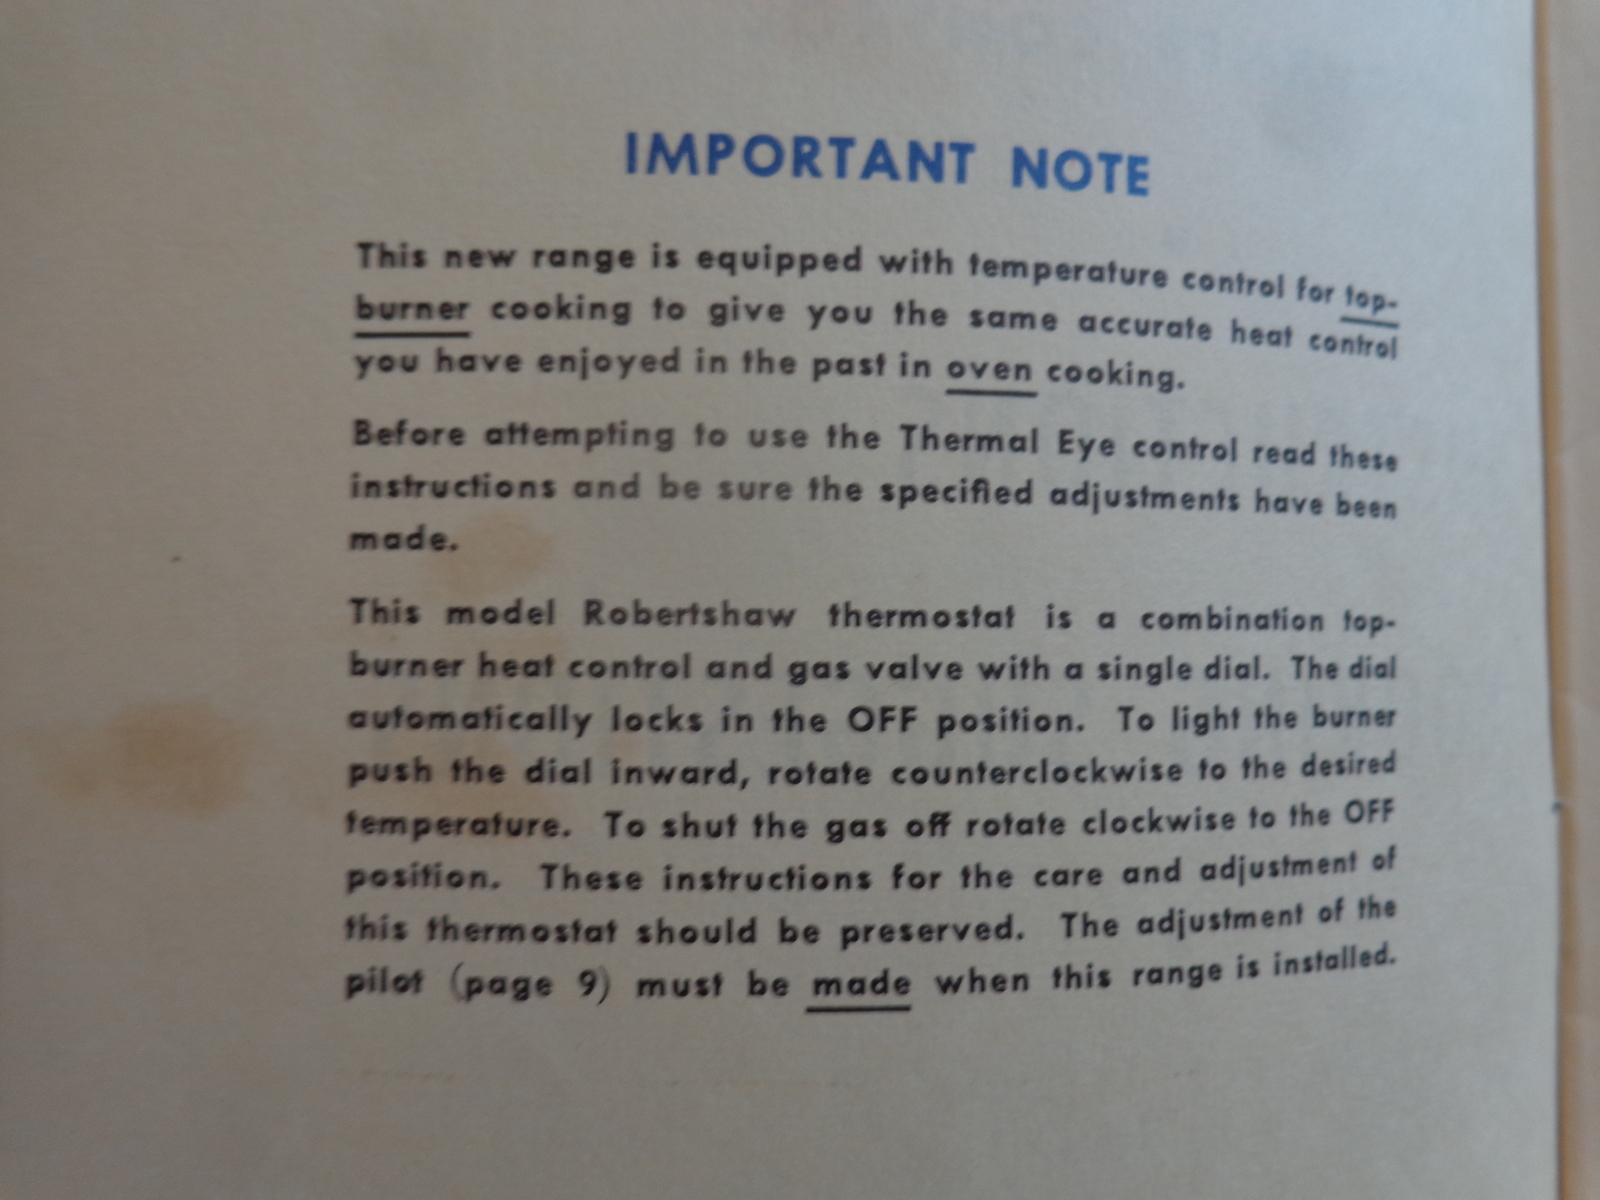 IMPORTANT NOTE
This new range is equipped with temperature control for top-
burner cooking to give you the same accurate heat control
you have enjoyed in the past in oven cooking.
Before attempting to use the Thermal Eye control read these
instructions and be sure the specified adjustments have been
made.
This model Robertshaw thermostat is a combination top-
burner heat control and gas valve with a single dial. The dial
automatically locks in the OFF position. To light the burner
push the dial inward, rotate counterclockwise to the desired
temperature. To shut the gas off rotate clockwise to the OFF
position. These instructions for the care and adjustment of
this thermostat should be preserved. The adjustment of the
pilot (page 9) must be made when this range is installed.